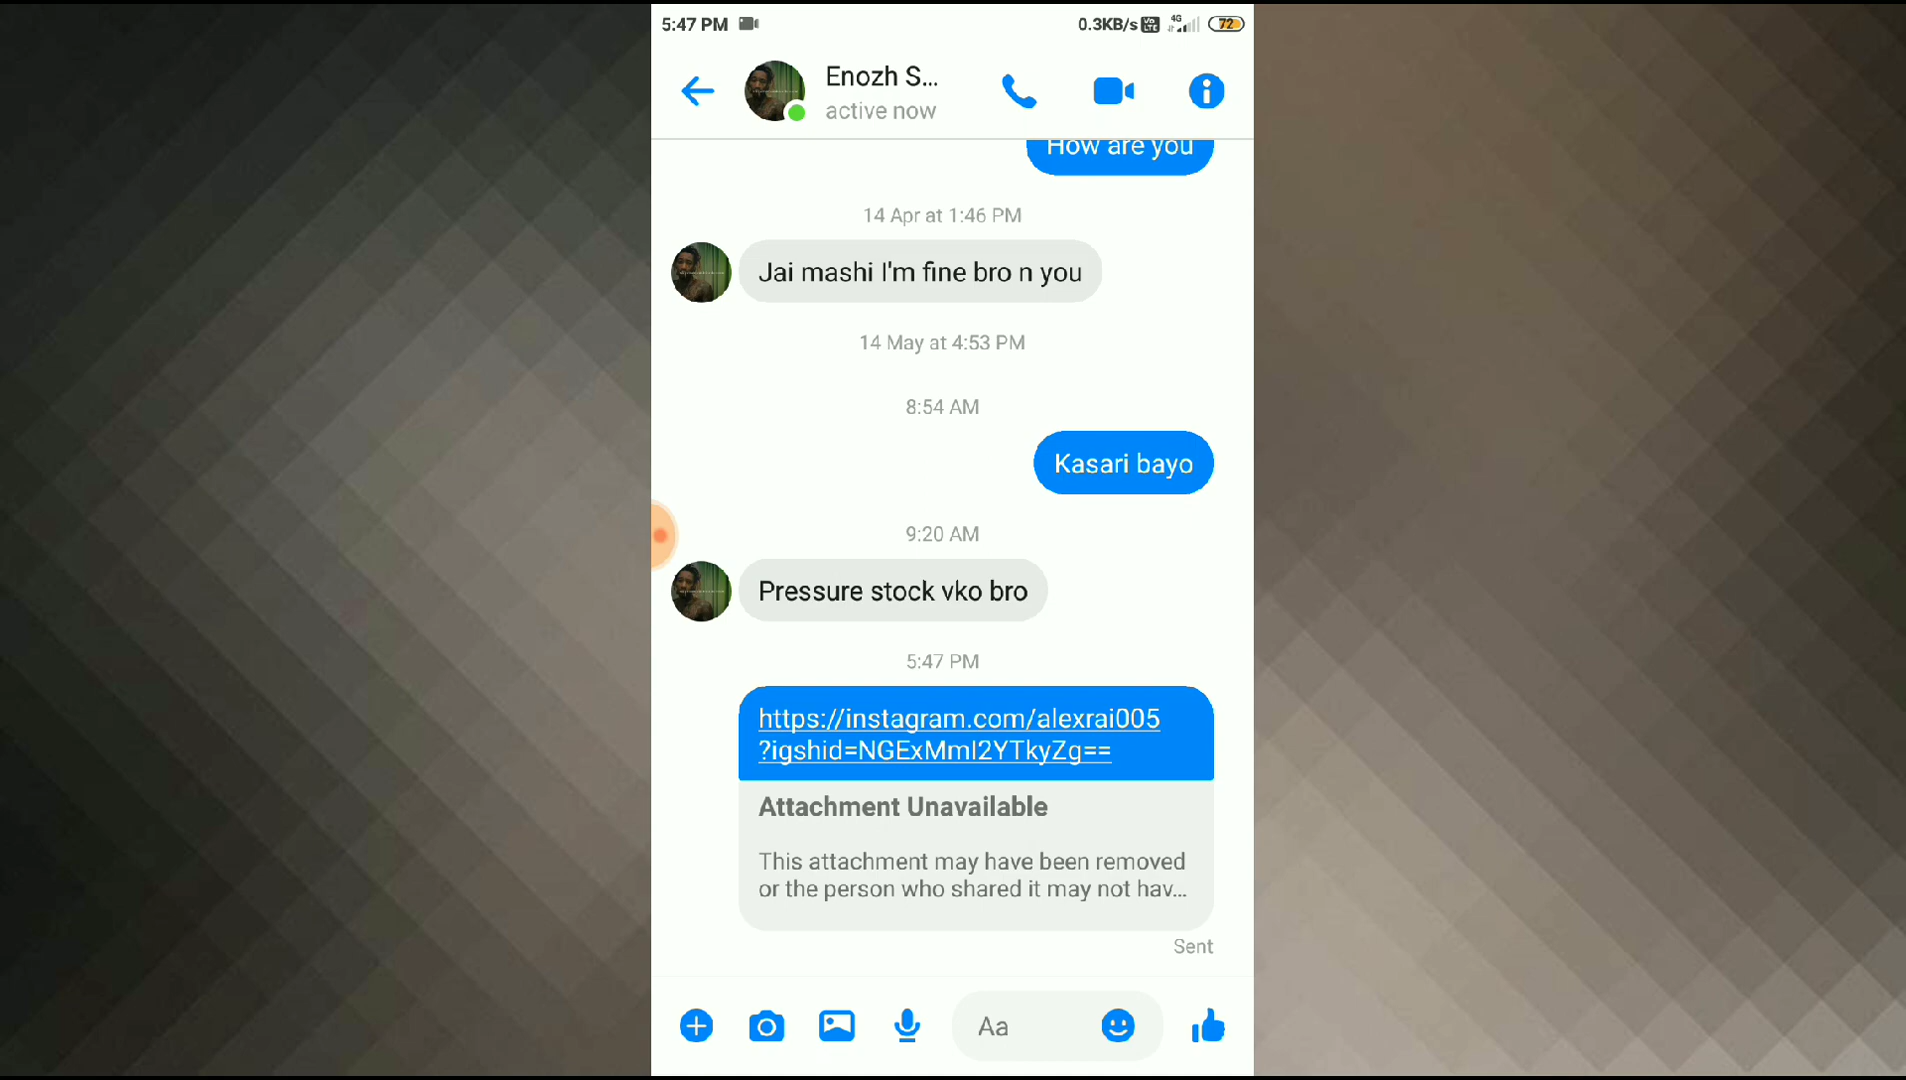 5:47 PM 0.3KB/s Vo LTE 4G 72
Enozh S...
active now
How are you
14 Apr at 1:46 PM
Jai mashi I'm fine bro n you
14 May at 4:53 PM
8:54 AM
Kasari bayo
9:20 AM
Pressure stock vko bro
5:47 PM
https://instagram.com/alexrai005
?igshid=NGExMmI2YTkyZg==
Attachment Unavailable
This attachment may have been removed
or the person who shared it may not hav...
Sent
Aa